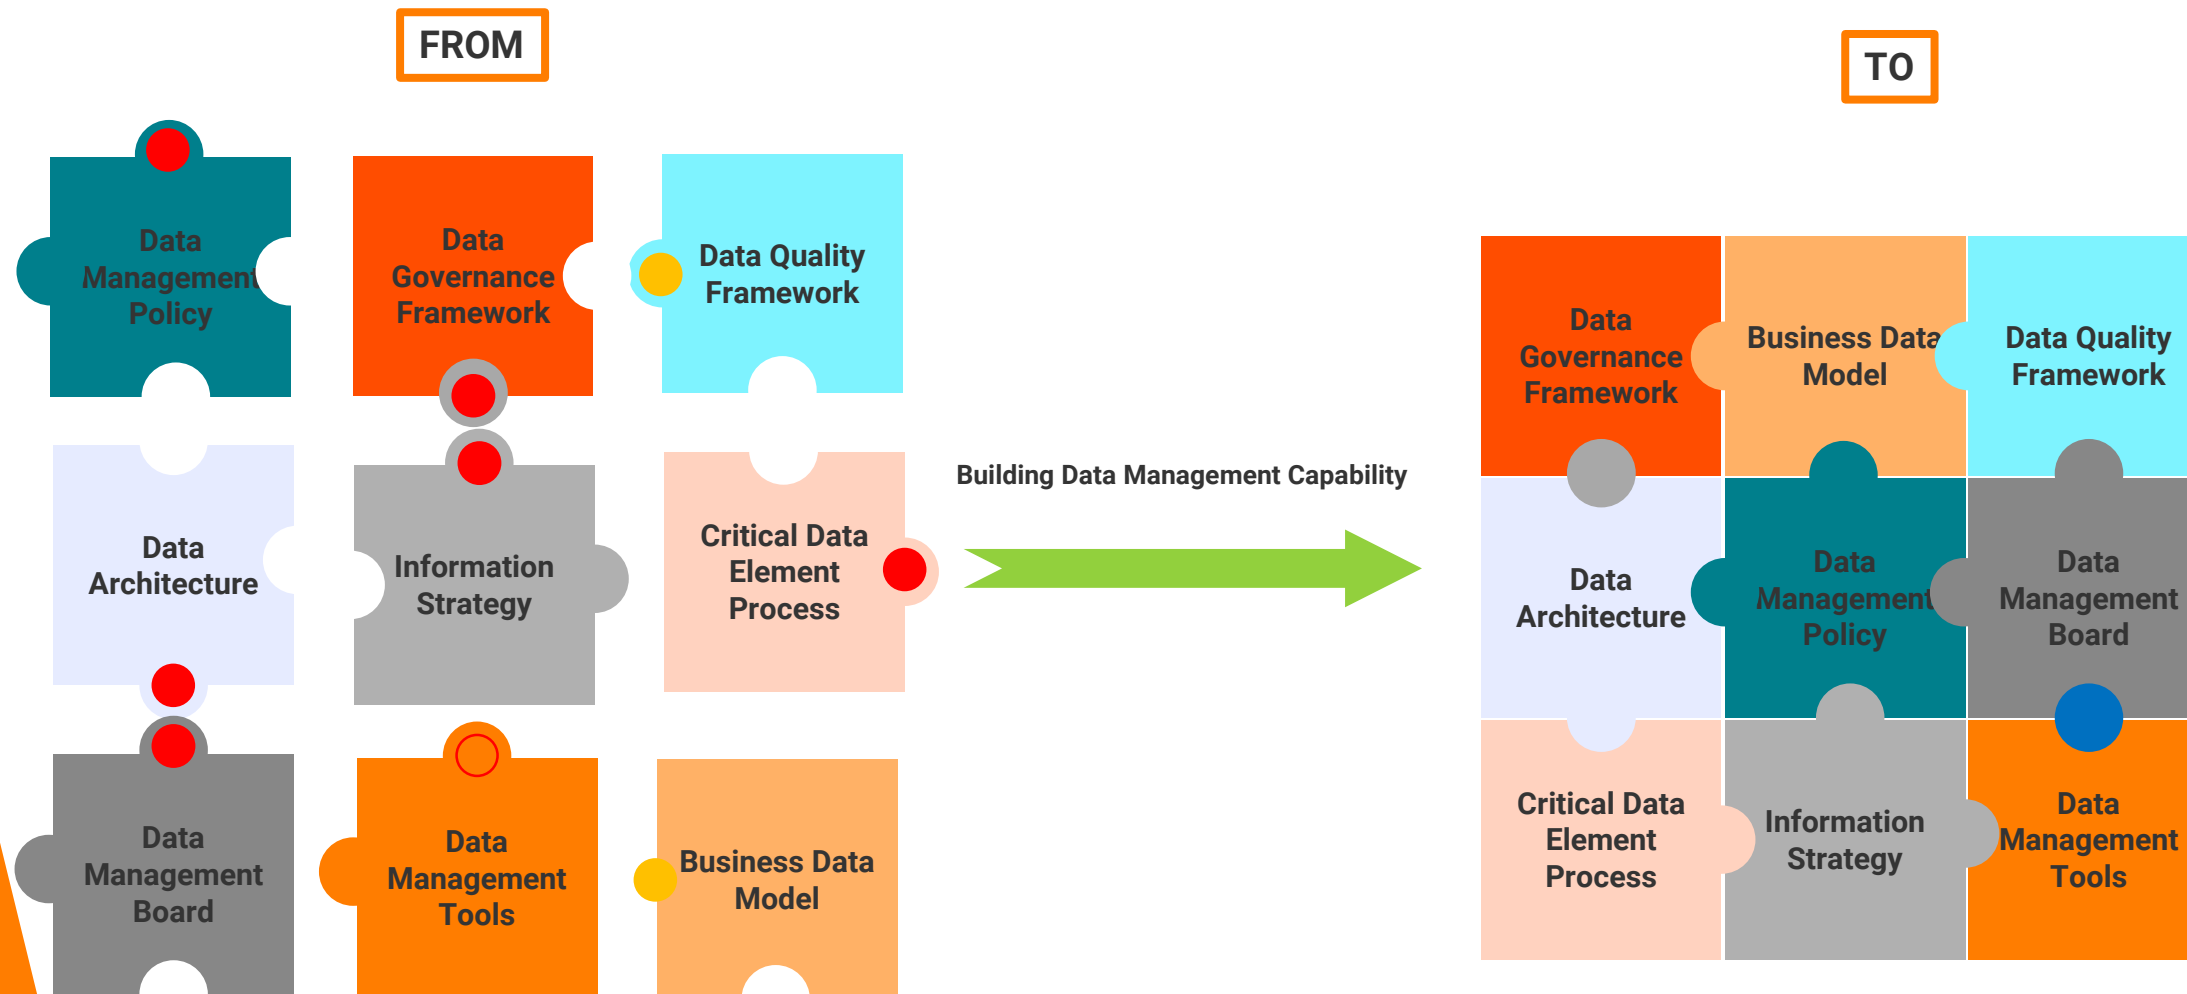 FROM
TO
Data
Management
Policy
Data
Governance
Framework
Data Quality
Framework
Data
Architecture
Information
Strategy
Critical Data
Element
Process
Data
Management
Board
Data
Management
Tools
Business Data
Model
Building Data Management Capability
Data
Governance
Framework
Business Data
Model
Data Quality
Framework
Data
Architecture
Data
Management
Policy
Data
Management
Board
Critical Data
Element
Process
Information
Strategy
Data
Management
Tools